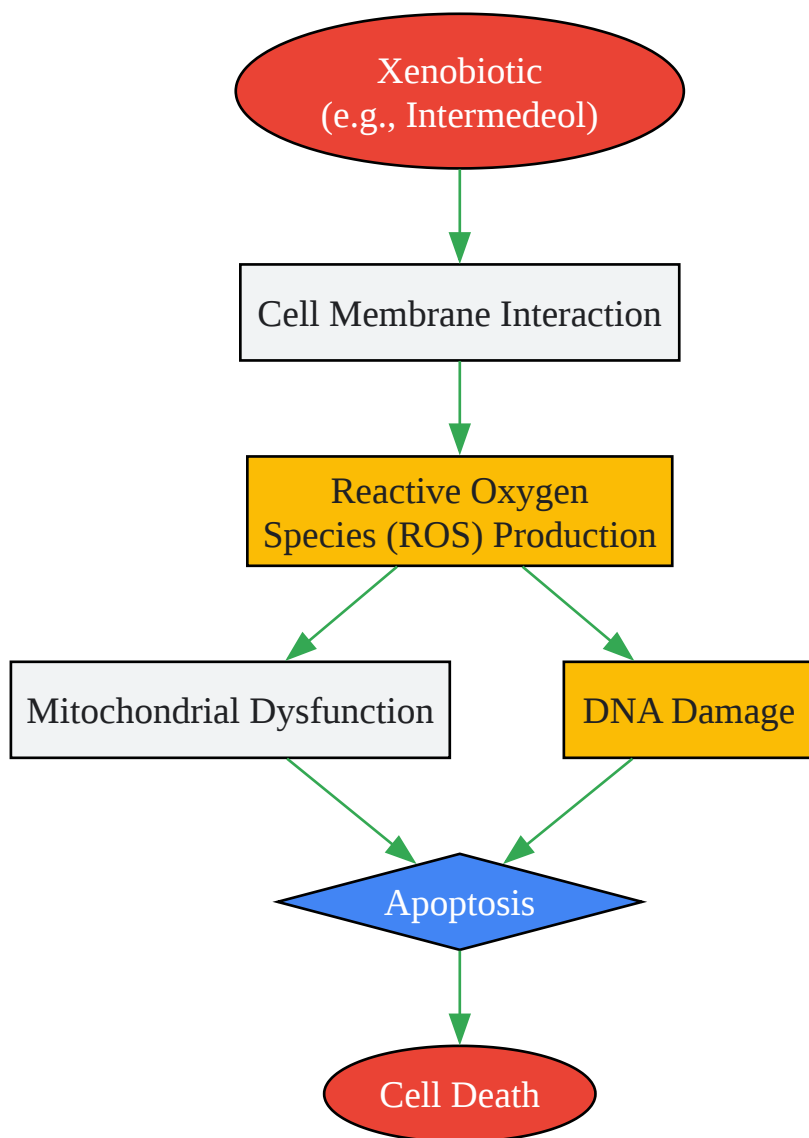 Xenobiotic
(e.g., Intermedeol)
Cell Membrane Interaction
Reactive Oxygen
Species (ROS) Production
Mitochondrial Dysfunction
DNA Damage
Apoptosis
Cell Death